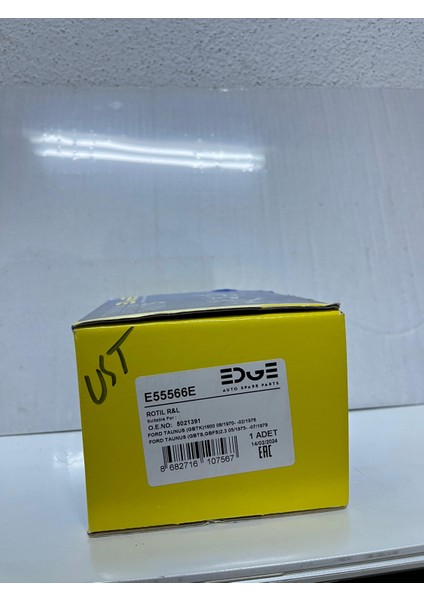 UST
E55566E
EDGE
AUTO SPARE PARTS
ROTIL R&L
Suitable For :
O.E.NO: 5021391
FORD TAUNUS (GBTK)1600 08/1970- -02/1976
FORD TAUNUS (GBTS,GBFS)2.3 05/1975- -07/1979
1 ADET
14/02/2024
EAC
8 682716 107567